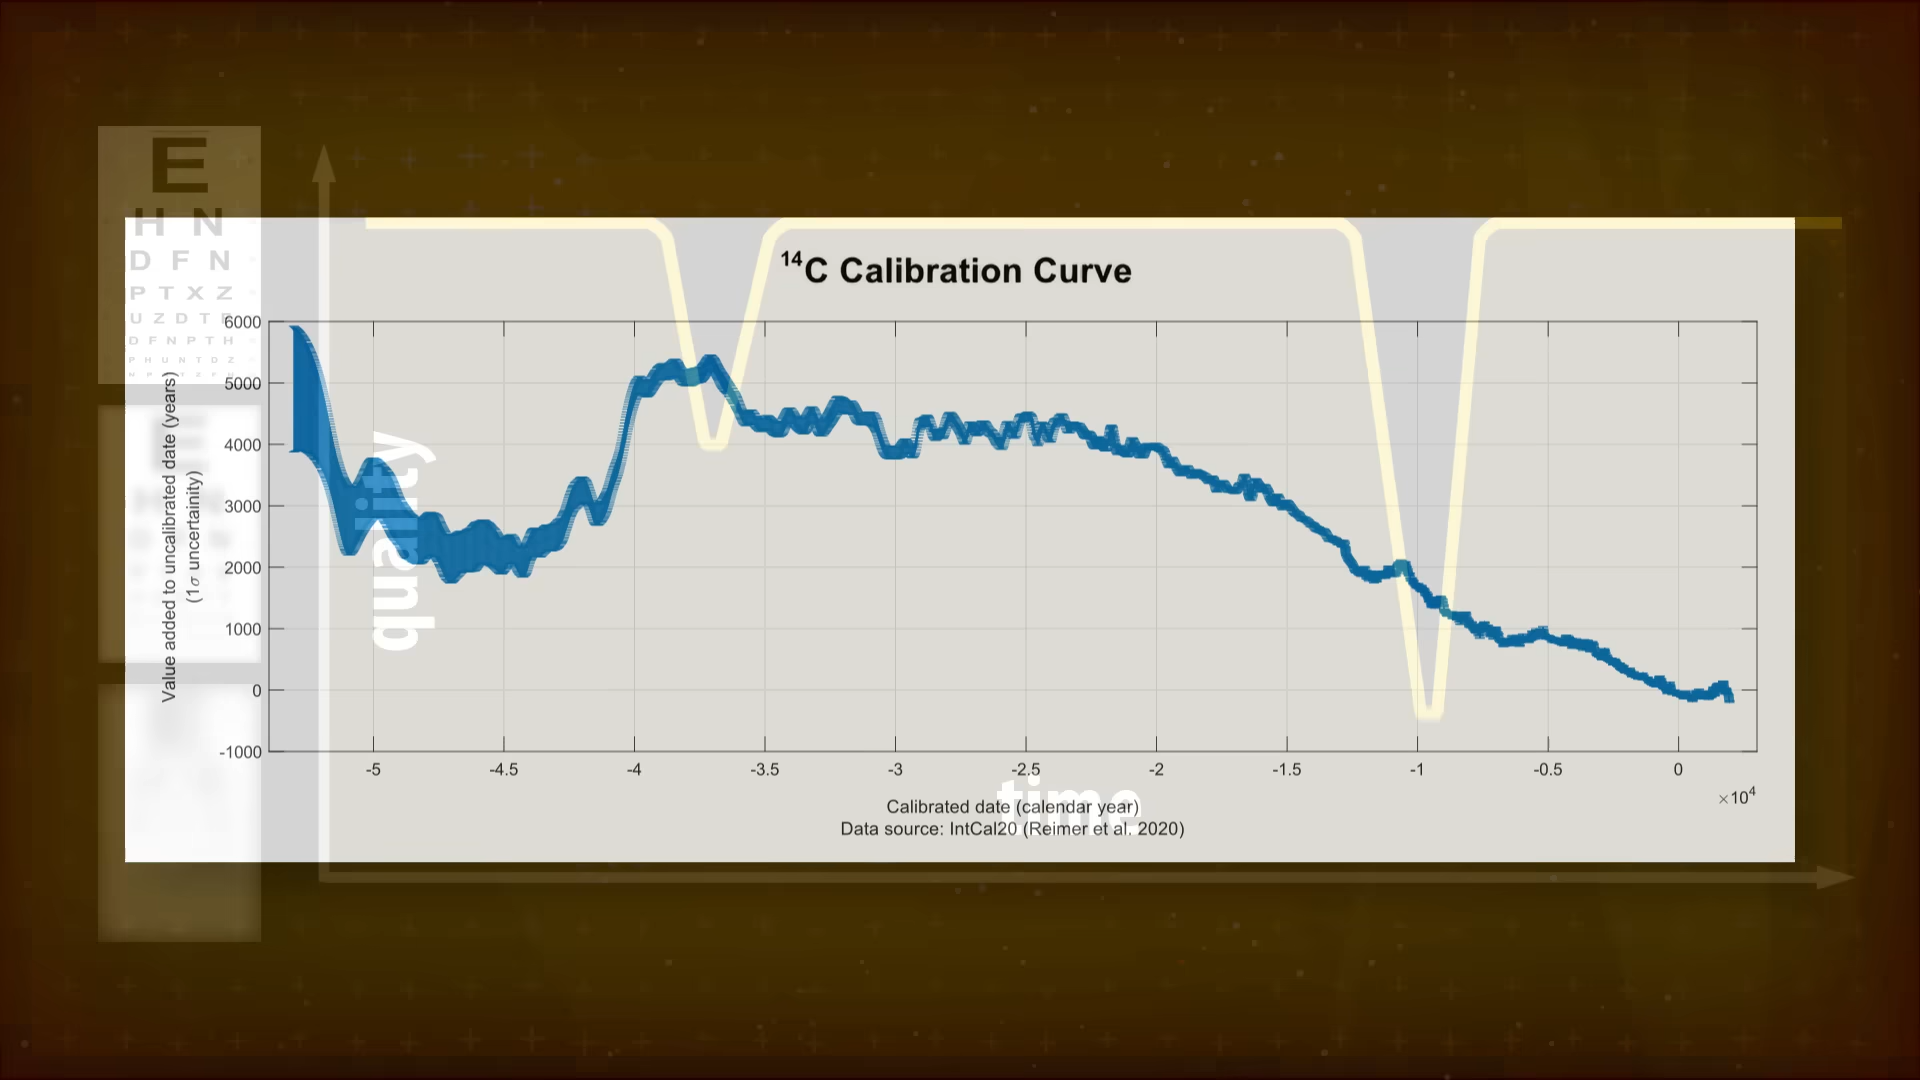 E
H N
D F N
P T X Z
U Z D T F
D F N P T H
P H U N T D Z
¹⁴C Calibration Curve
Value added to uncalibrated date (years)
(1σ uncertainity)
6000
5000
4000
3000
2000
1000
0
-1000
quality
-5 -4.5 -4 -3.5 -3 -2.5 -2 -1.5 -1 -0.5 0
×10⁴
time
Calibrated date (calendar year)
Data source: IntCal20 (Reimer et al. 2020)